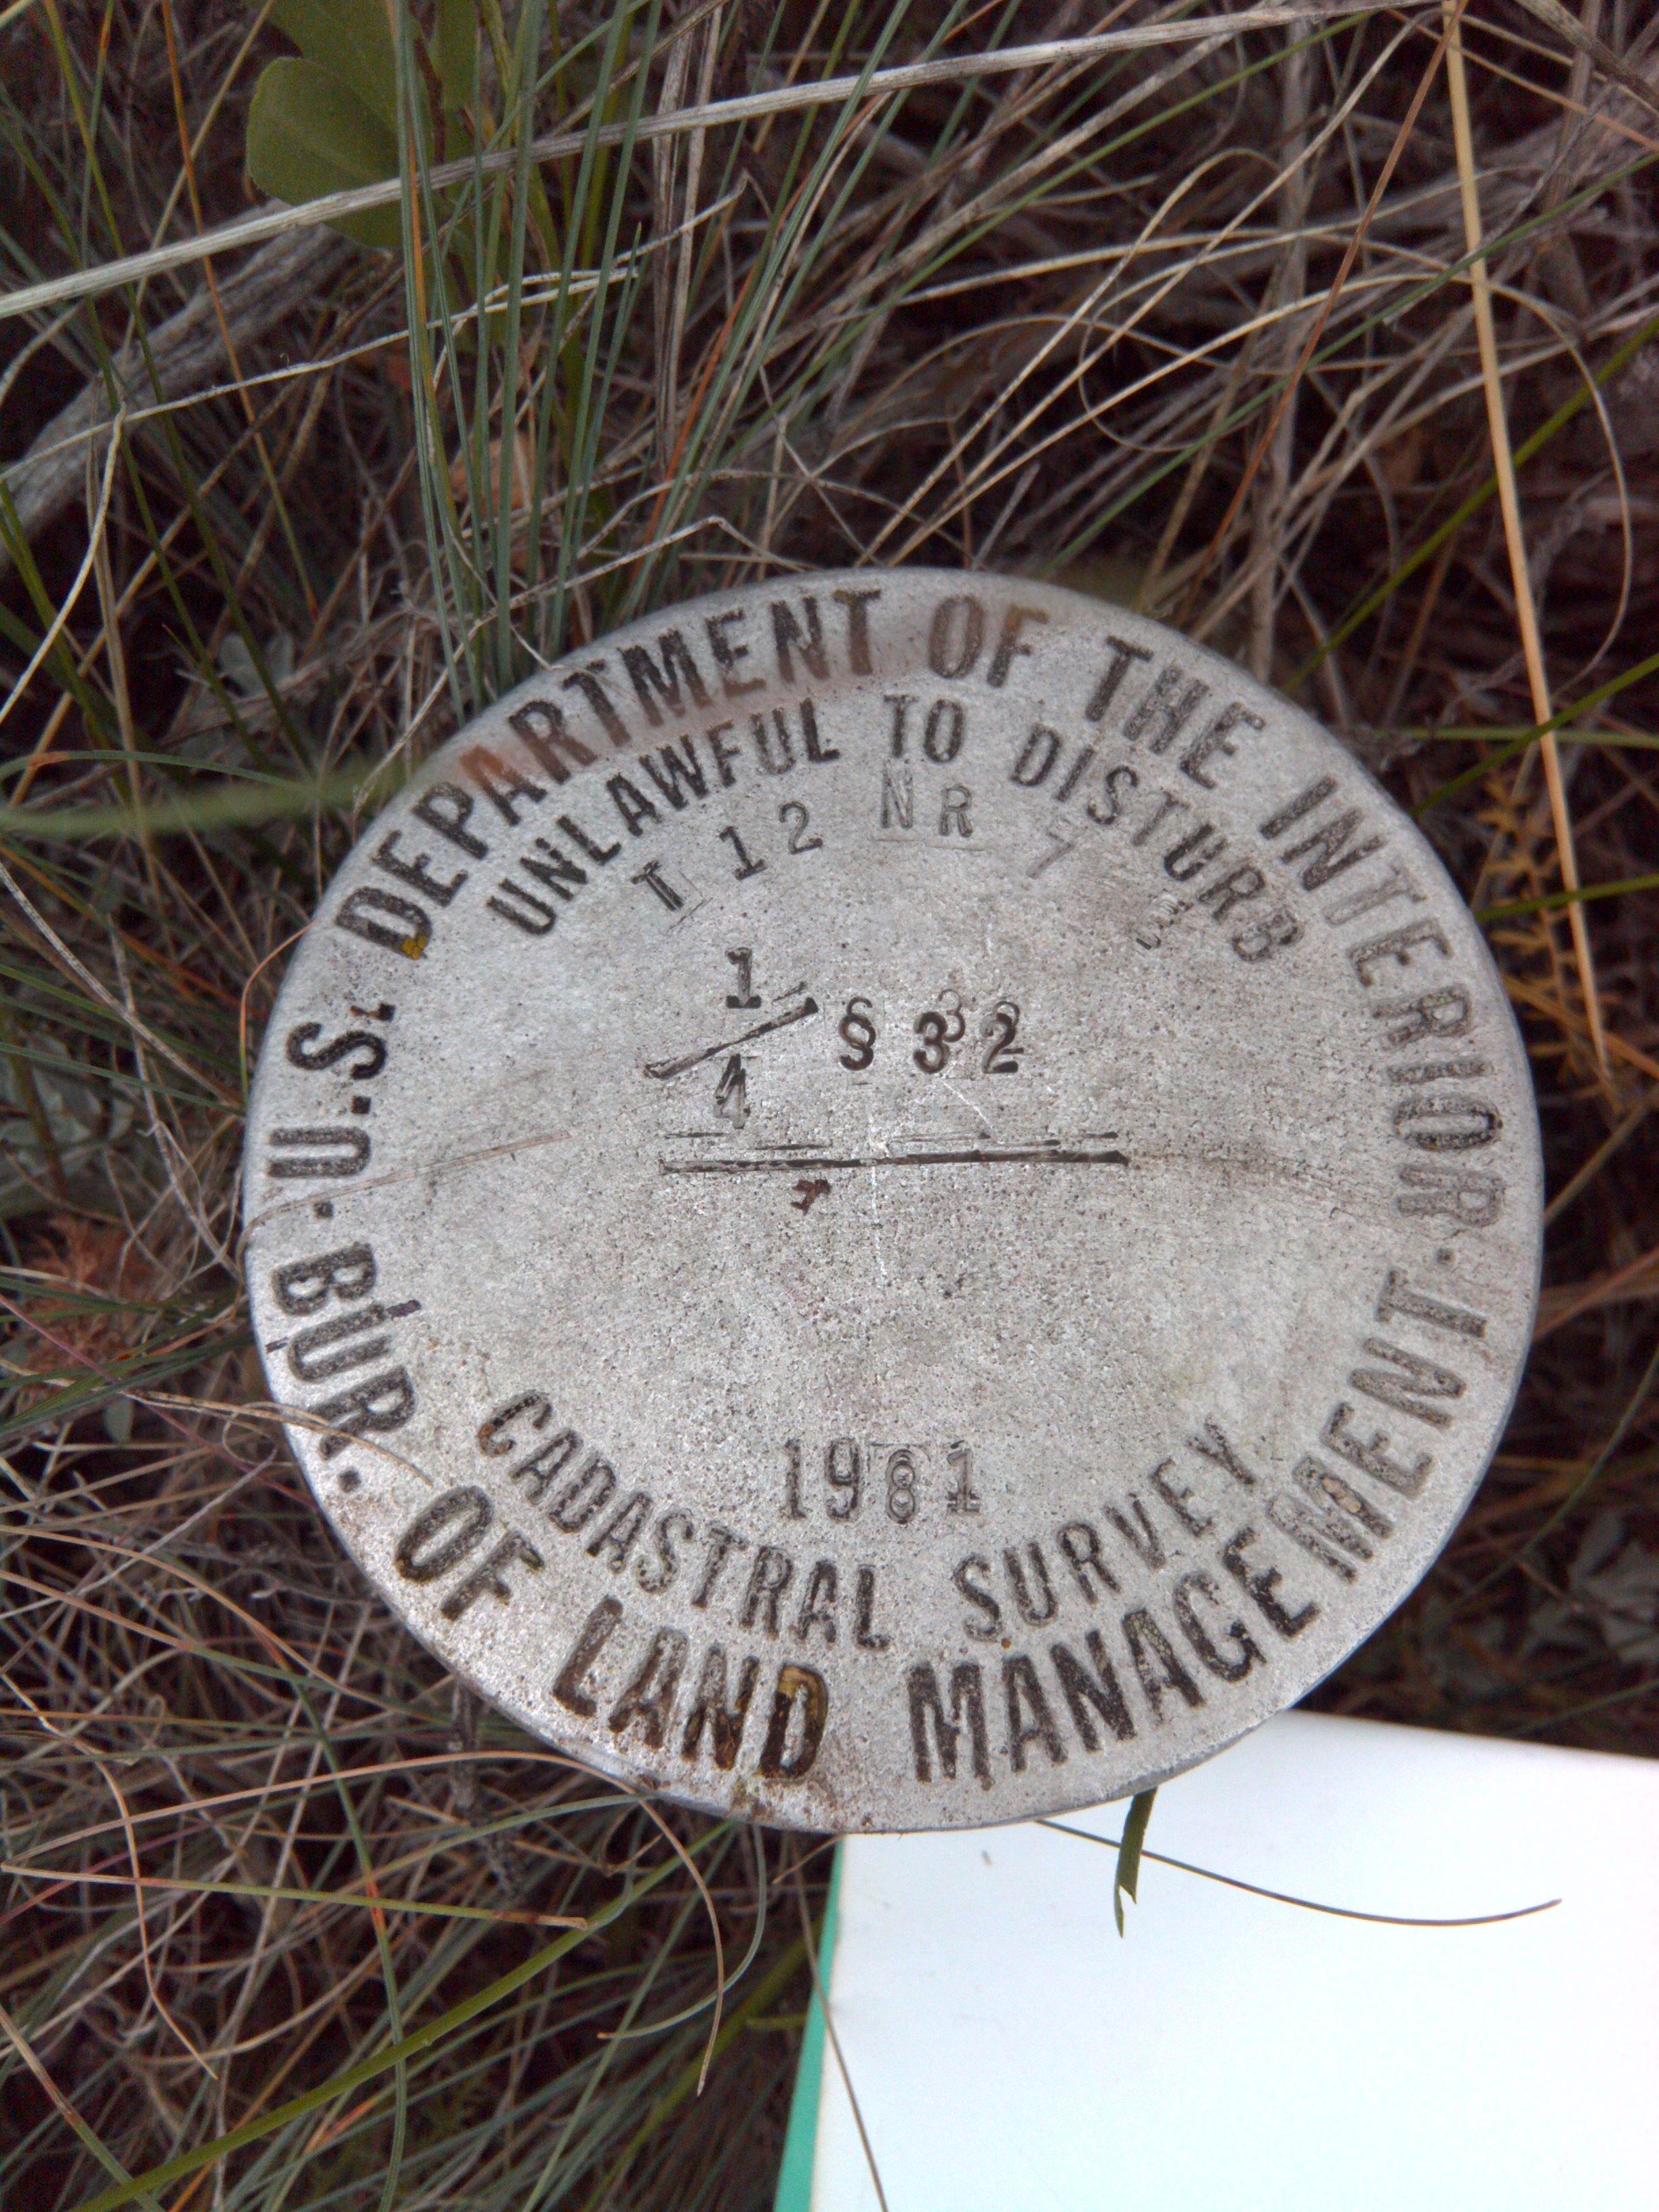 U.S. DEPARTMENT OF THE INTERIOR
UNLAWFUL TO DISTURB
T 12 N R 7 E
1/4 S 32
1981
CADASTRAL SURVEY
BUR. OF LAND MANAGEMENT